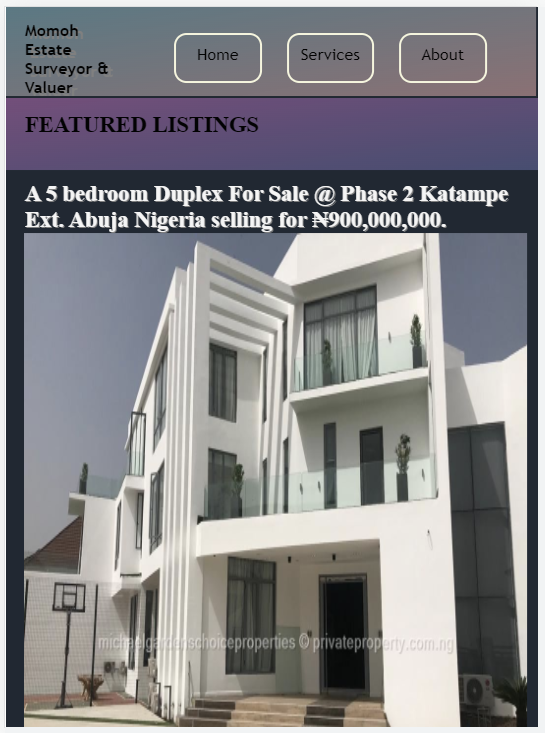 Momoh
Estate
Surveyor &
Valuer
Home
Services
About
FEATURED LISTINGS
A 5 bedroom Duplex For Sale @ Phase 2 Katampe
Ext. Abuja Nigeria selling for ₦900,000,000.
michaelgardenschoiceproperties © privateproperty.com.ng